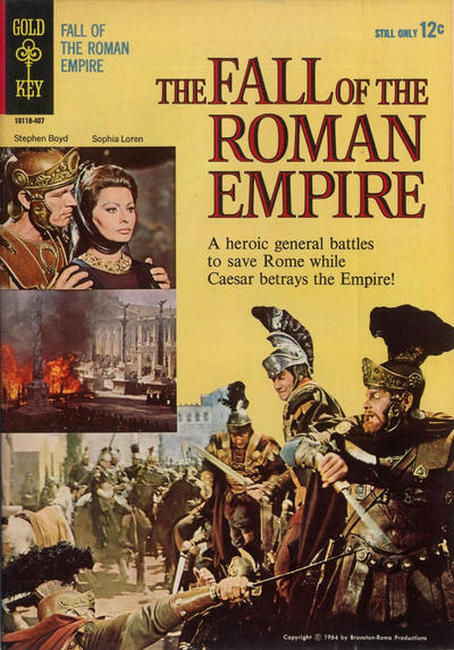 GOLD
KEY
10118-407
FALL OF
THE ROMAN
EMPIRE
STILL ONLY 12¢
THE FALL OF THE
ROMAN
EMPIRE
Stephen Boyd Sophia Loren
A heroic general battles
to save Rome while
Caesar betrays the Empire!
Copyright © 1964 by Bronston-Roma Productions